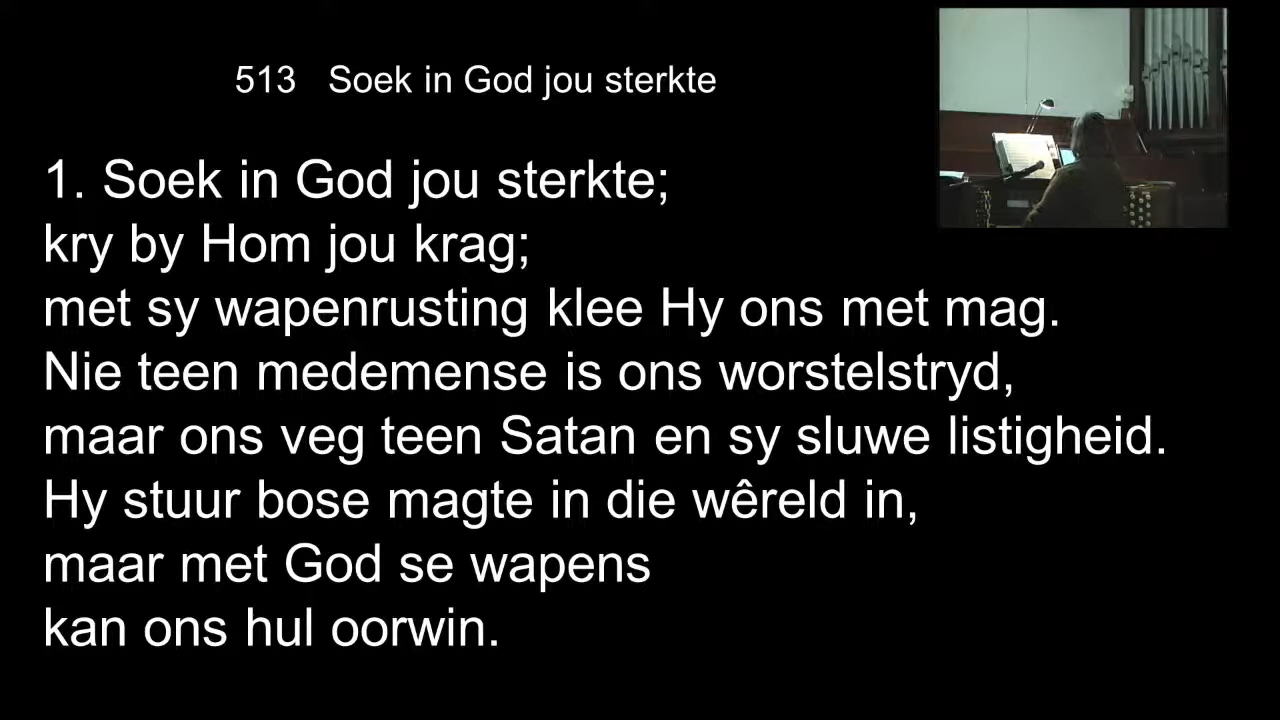 513 Soek in God jou sterkte
1. Soek in God jou sterkte;
kry by Hom jou krag;
met sy wapenrusting klee Hy ons met mag.
Nie teen medemense is ons worstelstryd,
maar ons veg teen Satan en sy sluwe listigheid.
Hy stuur bose magte in die wêreld in,
maar met God se wapens
kan ons hul oorwin.